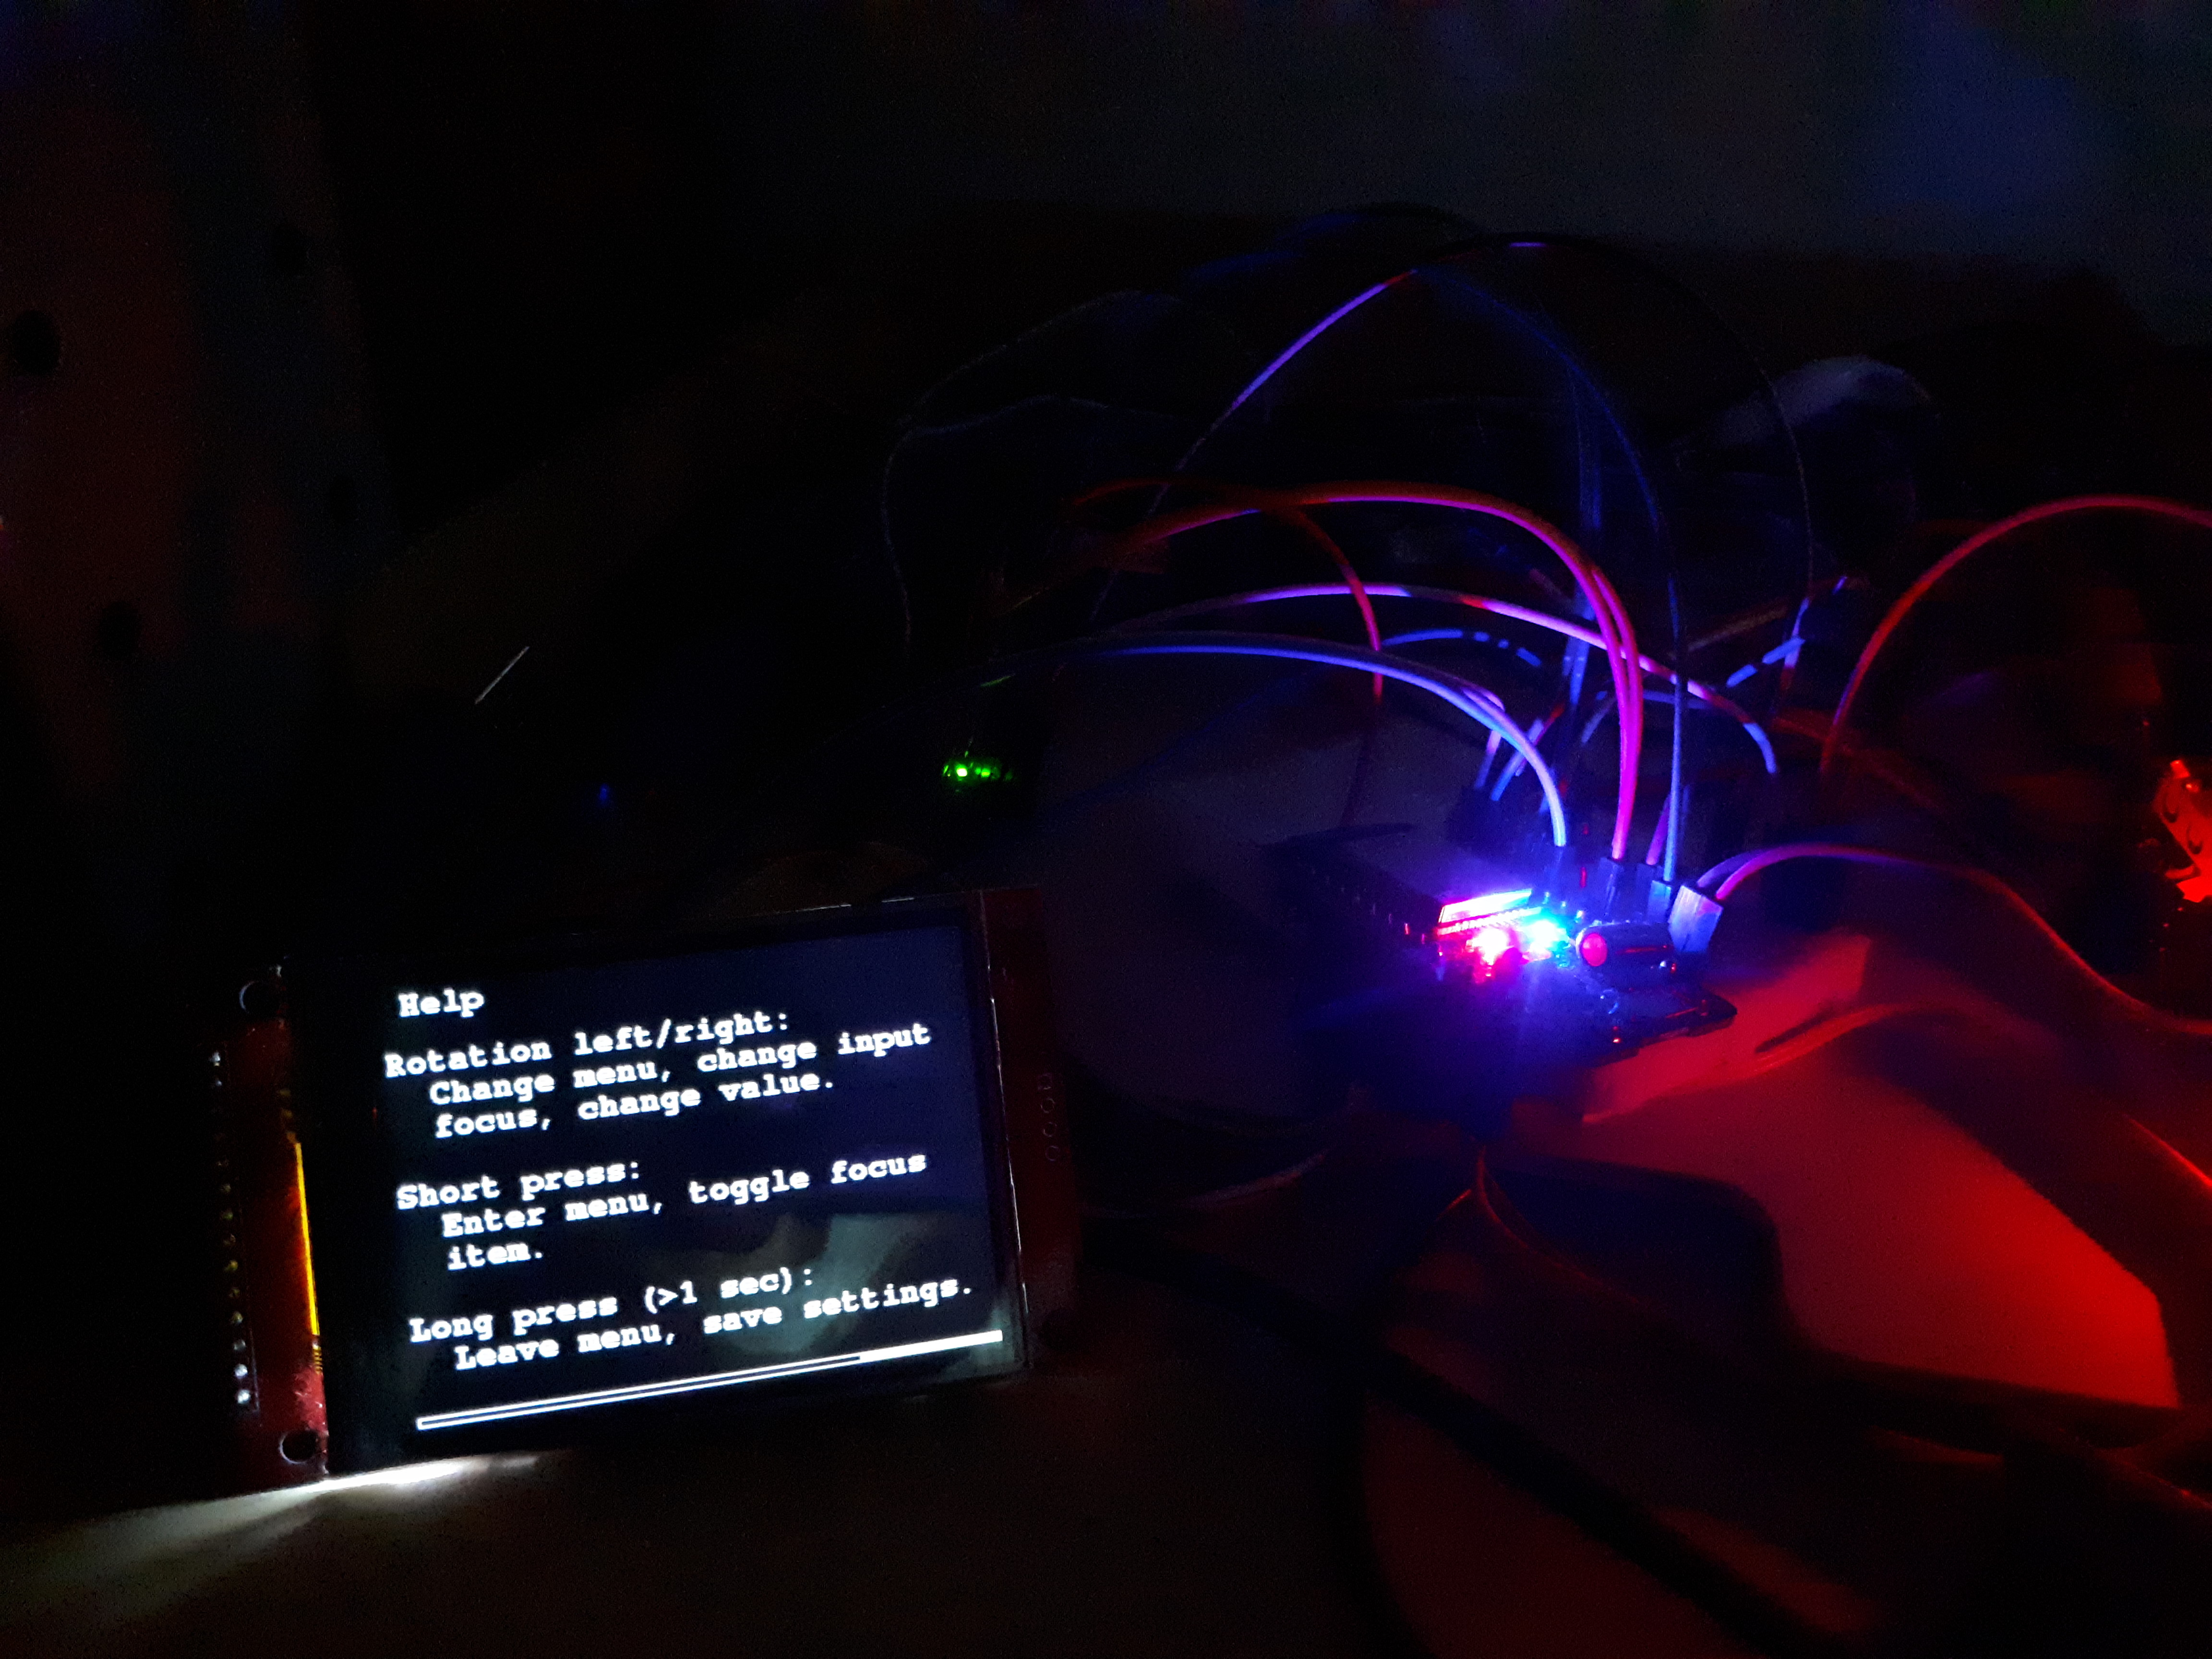 Help
Rotation left/right:
Change menu, change input
focus, change value.
Short press:
Enter menu, toggle focus
item.
Long press (>1 sec):
Leave menu, save settings.